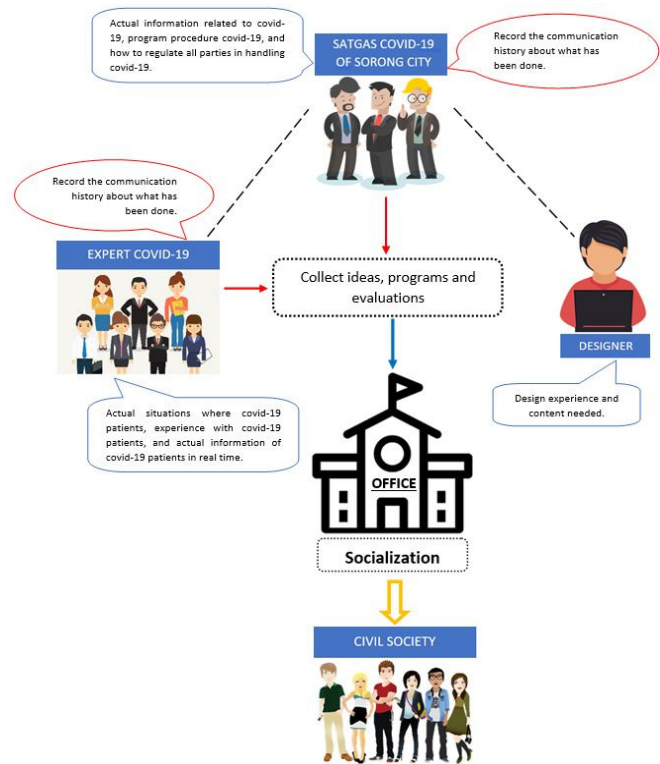 Actual information related to covid-
19, program procedure covid-19, and
how to regulate all parties in handling
covid-19.
SATGAS COVID-19
OF SORONG CITY
Record the communication
history about what has
been done.
Record the communication
history about what has
been done.
EXPERT COVID-19
Collect ideas, programs and
evaluations
DESIGNER
Design experience and
content needed.
Actual situations where covid-19
patients, experience with covid-19
patients, and actual information of
covid-19 patients in real time.
OFFICE
Socialization
CIVIL SOCIETY